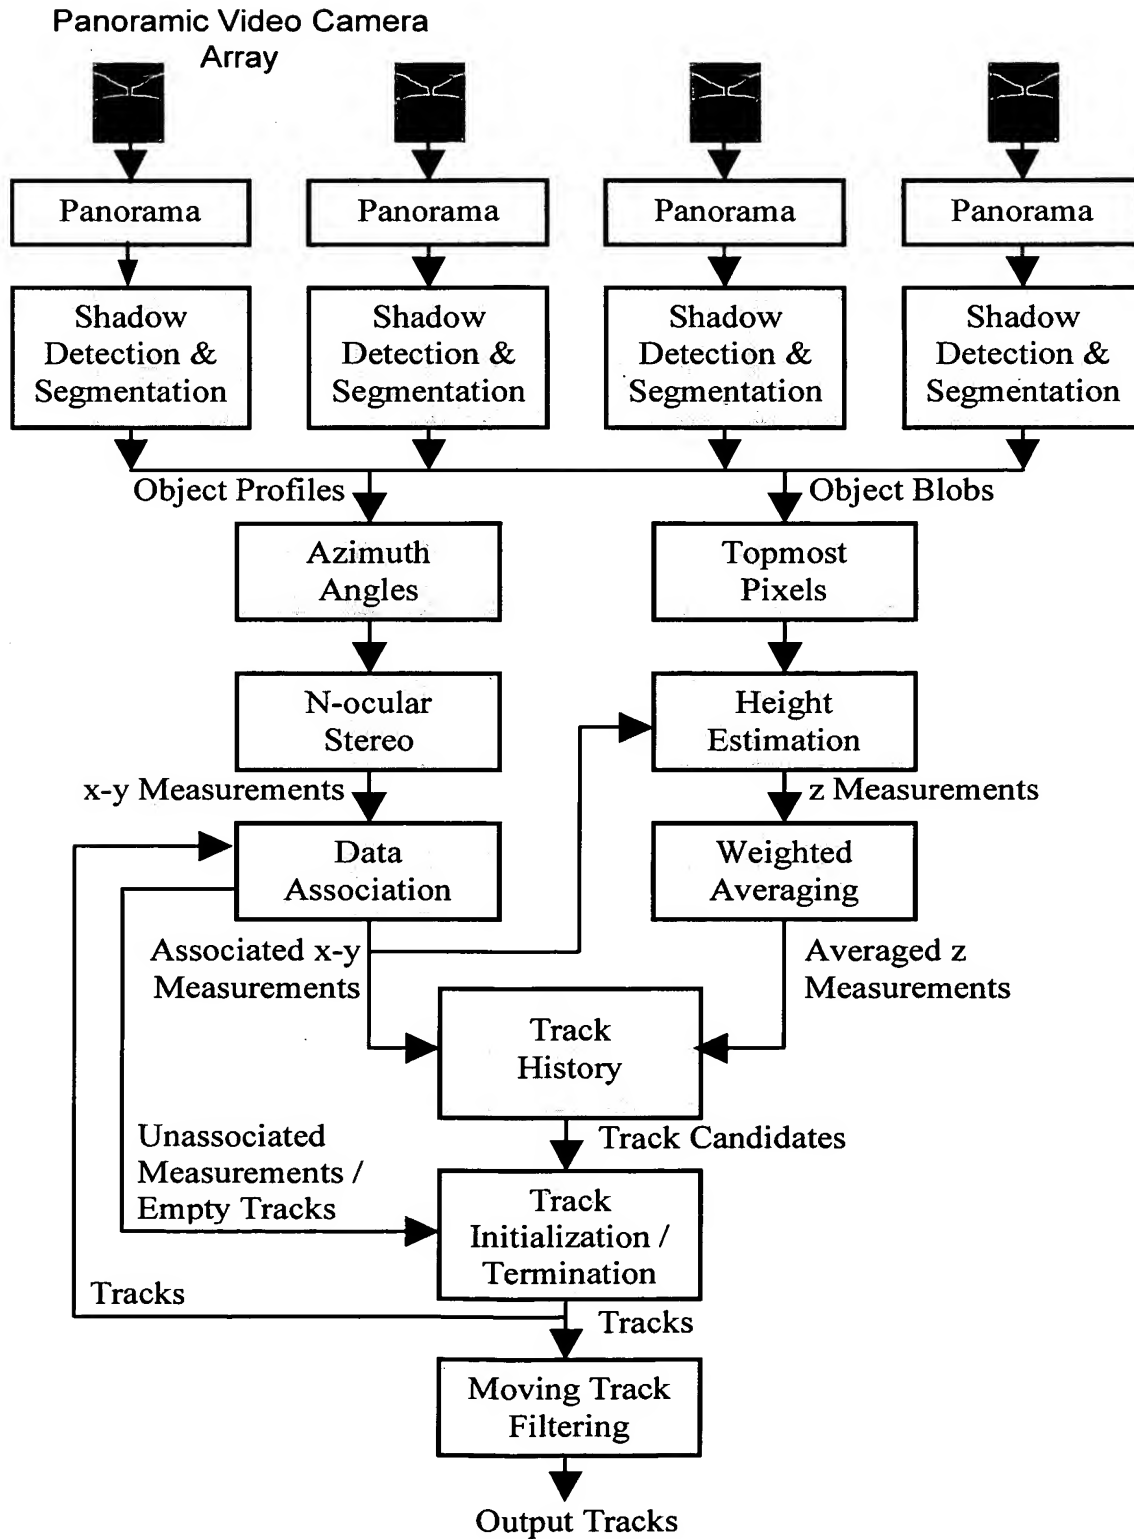 Panoramic Video Camera
Array
Panorama
Panorama
Panorama
Panorama
Shadow
Detection &
Segmentation
Shadow
Detection &
Segmentation
Shadow
Detection &
Segmentation
Shadow
Detection &
Segmentation
Object Profiles
Object Blobs
Azimuth
Angles
Topmost
Pixels
N-ocular
Stereo
Height
Estimation
x-y Measurements
z Measurements
Data
Association
Weighted
Averaging
Associated x-y
Measurements
Averaged z
Measurements
Track
History
Unassociated
Measurements /
Empty Tracks
Track Candidates
Track
Initialization /
Termination
Tracks
Tracks
Moving Track
Filtering
Output Tracks